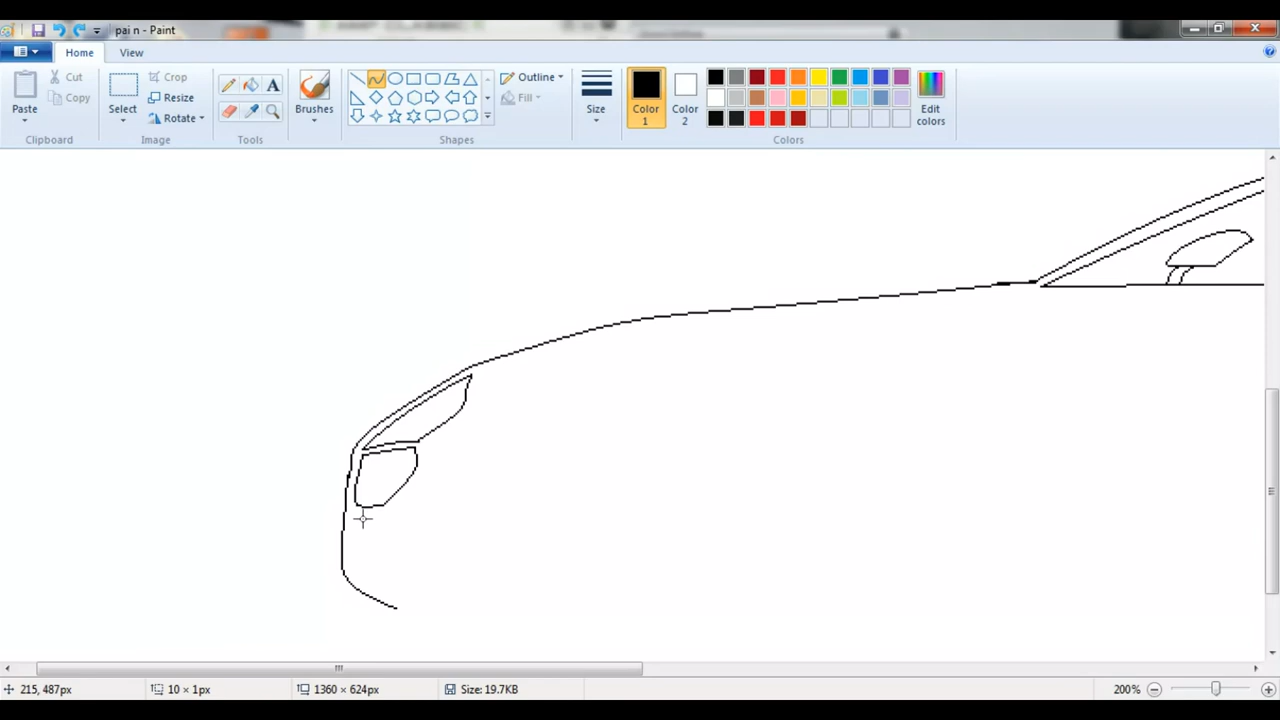 pai n - Paint
Home View
Paste
Cut
Copy
Clipboard
Select
Crop
Resize
Rotate
Image
A
Tools
Brushes
Outline
Fill
Shapes
Size
Color 1
Color 2
Edit colors
Colors
215, 487px 10 × 1px 1360 × 624px Size: 19.7KB 200%